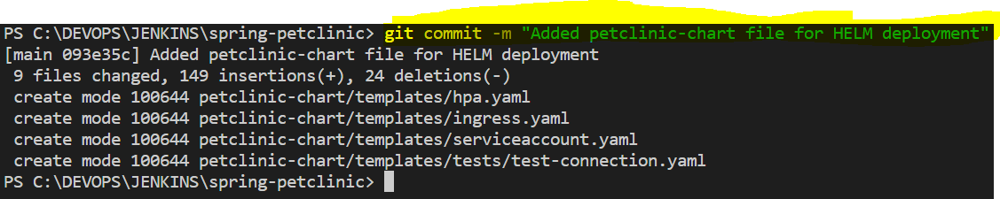 PS C:\DEVOPS\JENKINS\spring-petclinic> git commit -m "Added petclinic-chart file for HELM deployment"
[main 093e35c] Added petclinic-chart file for HELM deployment
 9 files changed, 149 insertions(+), 24 deletions(-)
 create mode 100644 petclinic-chart/templates/hpa.yaml
 create mode 100644 petclinic-chart/templates/ingress.yaml
 create mode 100644 petclinic-chart/templates/serviceaccount.yaml
 create mode 100644 petclinic-chart/templates/tests/test-connection.yaml
PS C:\DEVOPS\JENKINS\spring-petclinic>